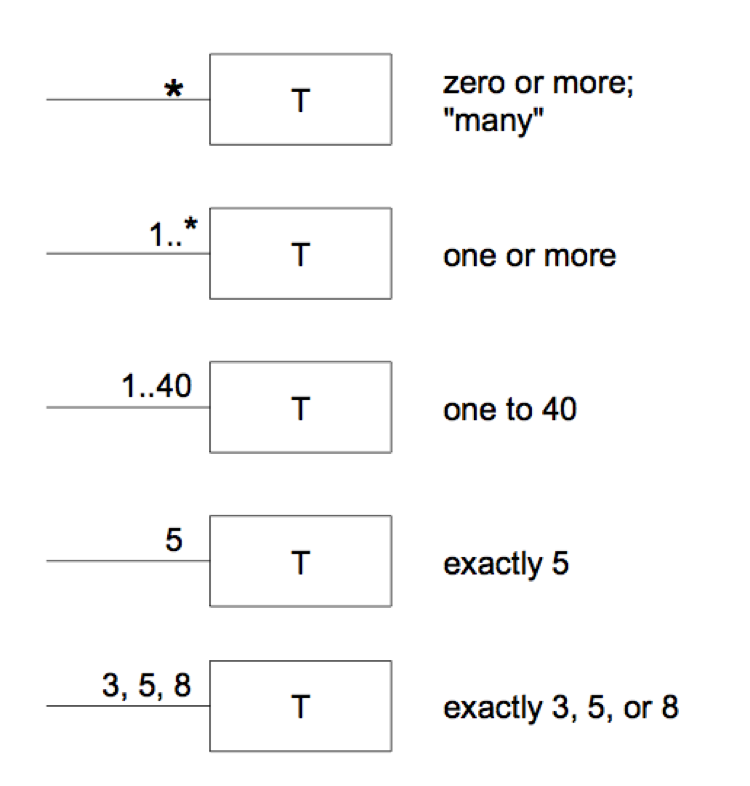 *
T
zero or more;
"many"
1..*
T
one or more
1..40
T
one to 40
5
T
exactly 5
3, 5, 8
T
exactly 3, 5, or 8